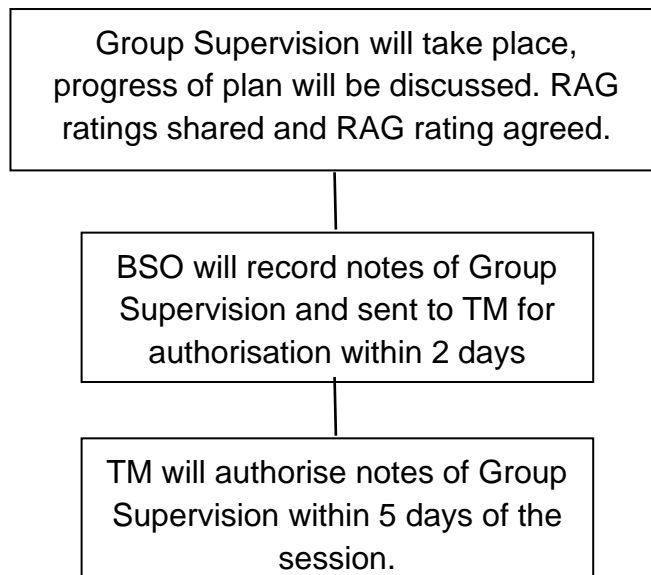 Group Supervision will take place,
progress of plan will be discussed. RAG
ratings shared and RAG rating agreed.
BSO will record notes of Group
Supervision and sent to TM for
authorisation within 2 days
TM will authorise notes of Group
Supervision within 5 days of the
session.